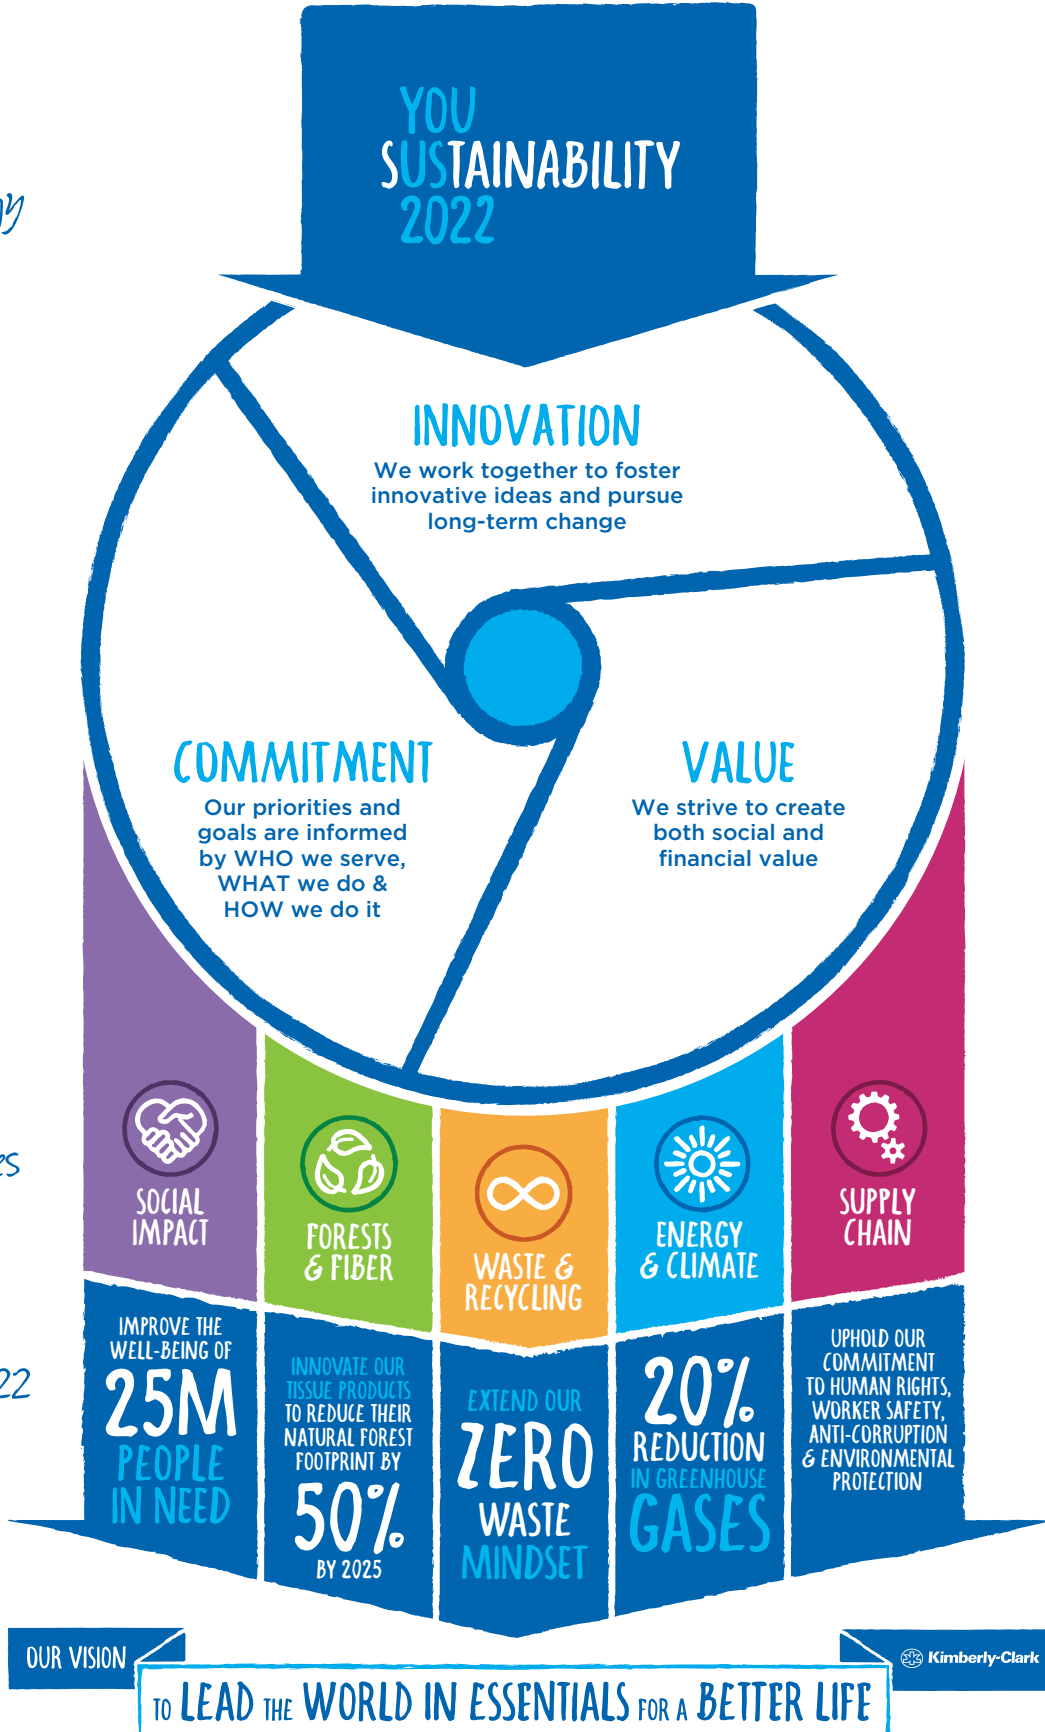 YOU
SUSTAINABILITY
2022
INNOVATION
We work together to foster
innovative ideas and pursue
long-term change
COMMITMENT
Our priorities and
goals are informed
by WHO we serve,
WHAT we do &
HOW we do it
VALUE
We strive to create
both social and
financial value
SOCIAL
IMPACT
FORESTS
& FIBER
WASTE &
RECYCLING
ENERGY
& CLIMATE
SUPPLY
CHAIN
IMPROVE THE
WELL-BEING OF
25M
PEOPLE
IN NEED
INNOVATE OUR
TISSUE PRODUCTS
TO REDUCE THEIR
NATURAL FOREST
FOOTPRINT BY
50%
BY 2025
EXTEND OUR
ZERO
WASTE
MINDSET
20%
REDUCTION
IN GREENHOUSE
GASES
UPHOLD OUR
COMMITMENT
TO HUMAN RIGHTS,
WORKER SAFETY,
ANTI-CORRUPTION
& ENVIRONMENTAL
PROTECTION
OUR VISION
Kimberly-Clark
TO LEAD THE WORLD IN ESSENTIALS FOR A BETTER LIFE